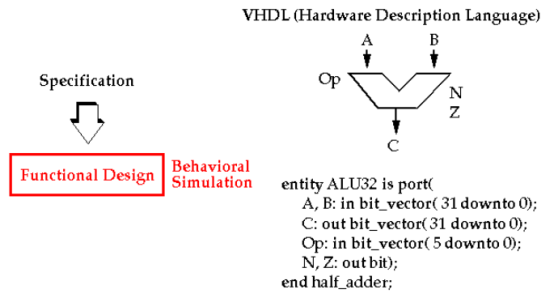 VHDL (Hardware Description Language)
A
B
Op
N
Z
C
Specification
Functional Design
Behavioral
Simulation
entity ALU32 is port(
A, B: in bit_vector( 31 downto 0);
C: out bit_vector( 31 downto 0);
Op: in bit_vector( 5 downto 0);
N, Z: out bit);
end half_adder;